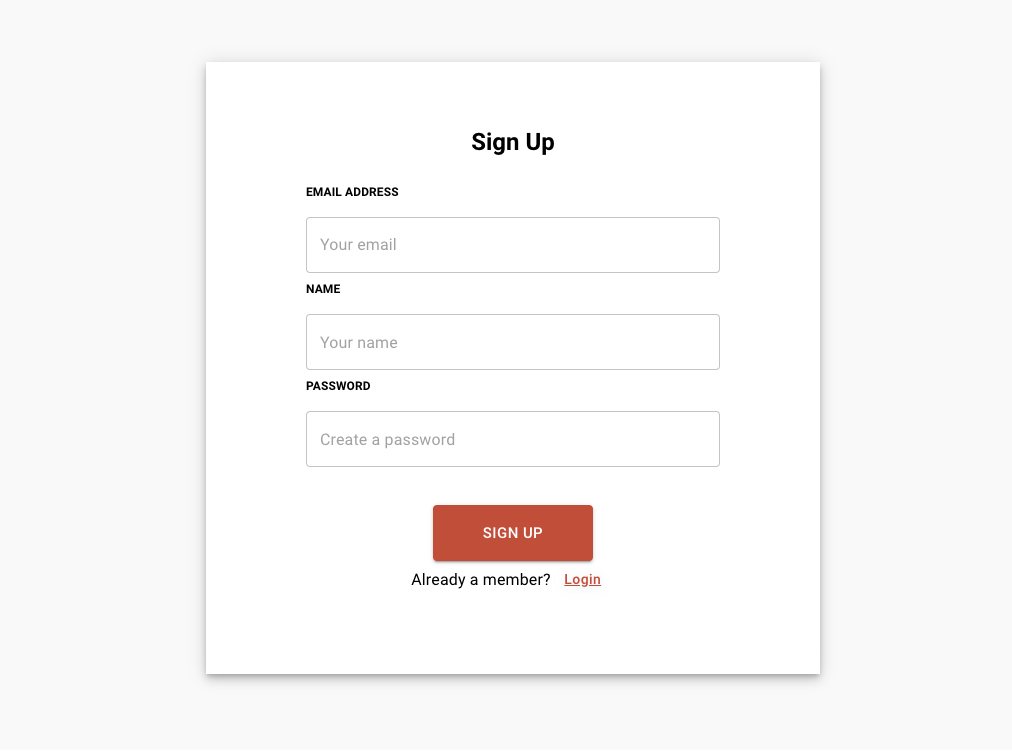 Sign Up
EMAIL ADDRESS
Your email
NAME
Your name
PASSWORD
Create a password
SIGN UP
Already a member? Login